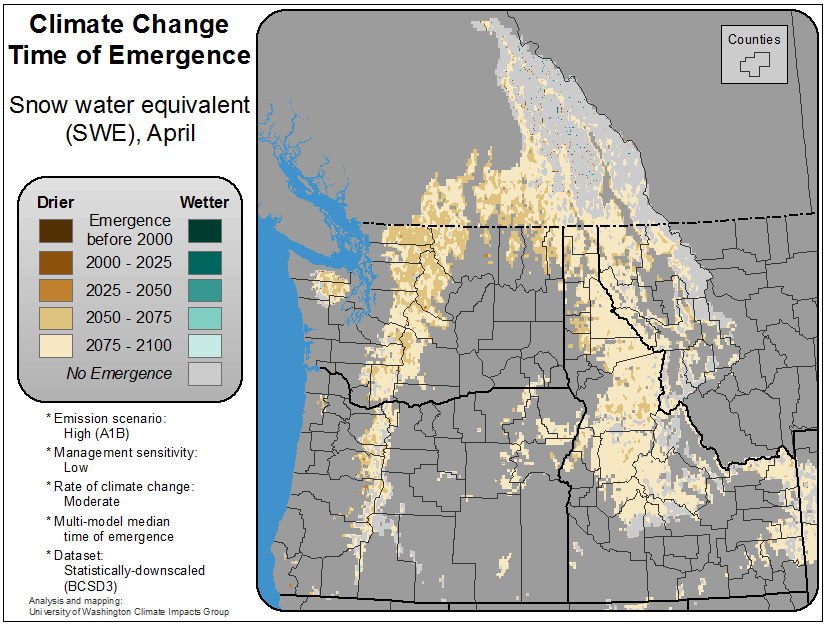 Climate Change
Time of Emergence
Snow water equivalent
(SWE), April
Counties
Drier Wetter
Emergence
before 2000
2000 - 2025
2025 - 2050
2050 - 2075
2075 - 2100
No Emergence
* Emission scenario:
High (A1B)
* Management sensitivity:
Low
* Rate of climate change:
Moderate
* Multi-model median
time of emergence
* Dataset:
Statistically-downscaled
(BCSD3)
Analysis and mapping:
University of Washington Climate Impacts Group